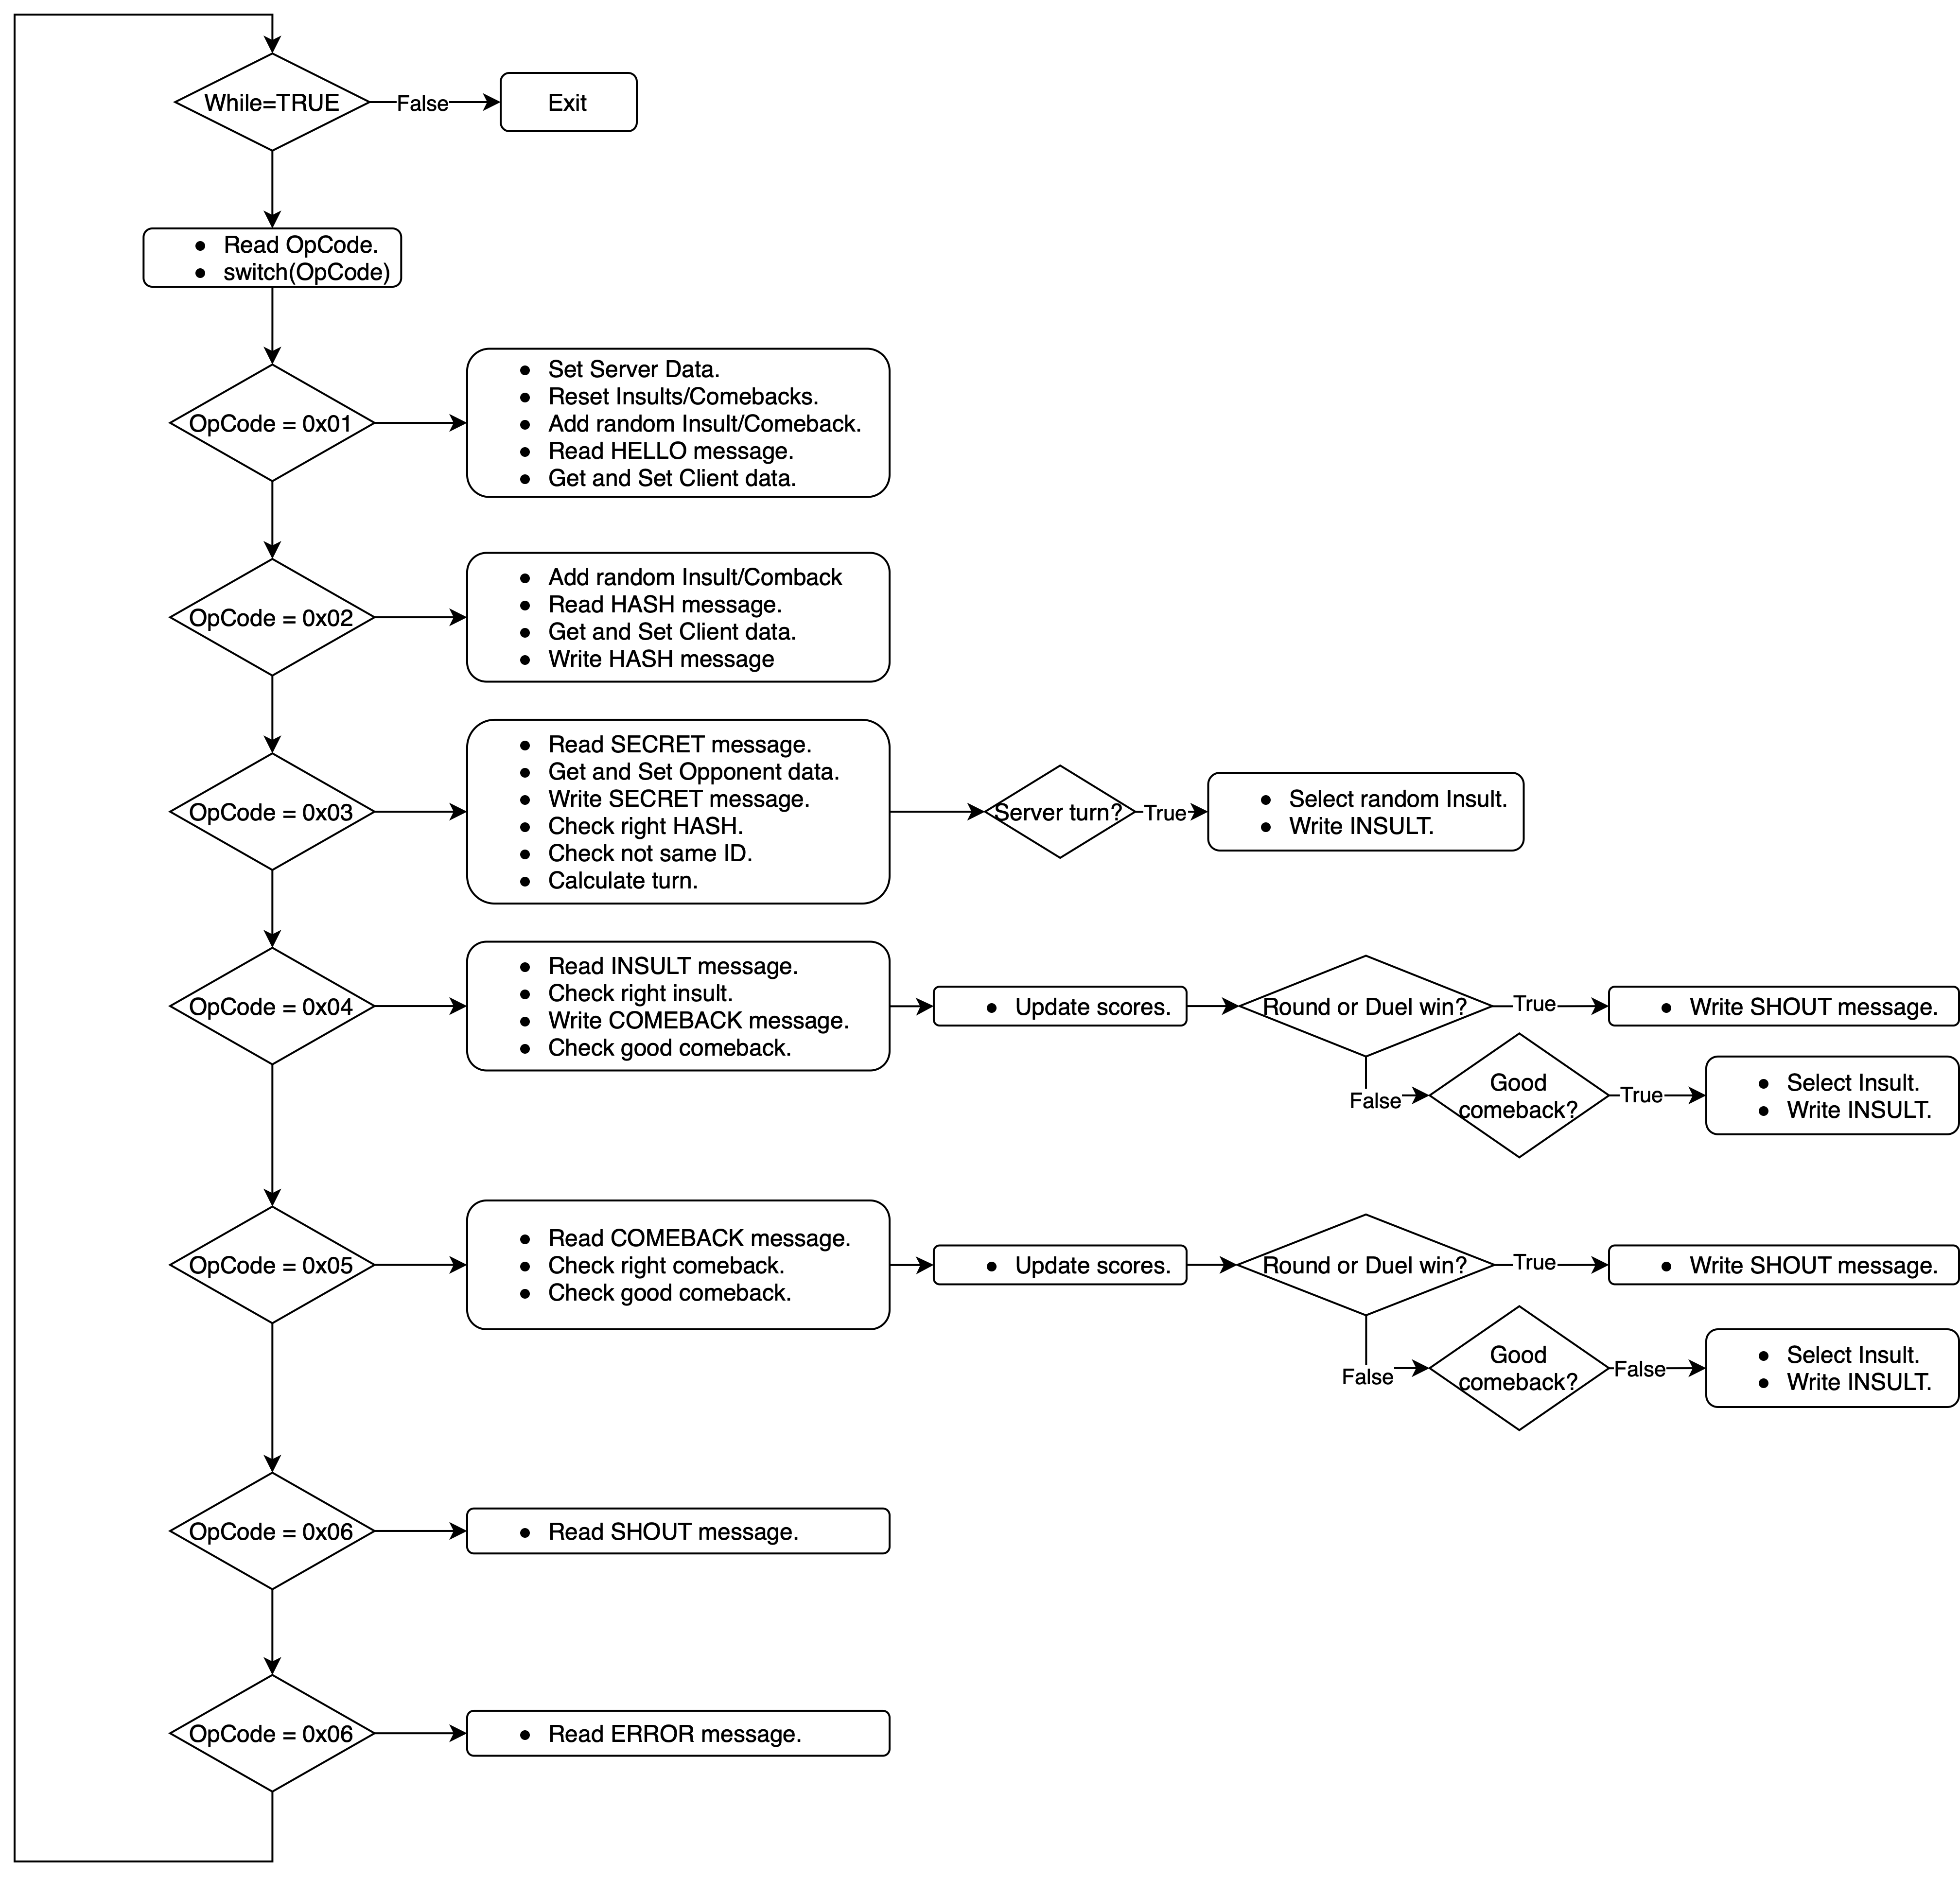 While=TRUE
False
Exit
● Read OpCode.
● switch(OpCode)
OpCode = 0x01
● Set Server Data.
● Reset Insults/Comebacks.
● Add random Insult/Comeback.
● Read HELLO message.
● Get and Set Client data.
OpCode = 0x02
● Add random Insult/Comback
● Read HASH message.
● Get and Set Client data.
● Write HASH message
OpCode = 0x03
● Read SECRET message.
● Get and Set Opponent data.
● Write SECRET message.
● Check right HASH.
● Check not same ID.
● Calculate turn.
Server turn?
True
● Select random Insult.
● Write INSULT.
OpCode = 0x04
● Read INSULT message.
● Check right insult.
● Write COMEBACK message.
● Check good comeback.
● Update scores.
Round or Duel win?
True
● Write SHOUT message.
False
Good
comeback?
True
● Select Insult.
● Write INSULT.
OpCode = 0x05
● Read COMEBACK message.
● Check right comeback.
● Check good comeback.
● Update scores.
Round or Duel win?
True
● Write SHOUT message.
False
Good
comeback?
False
● Select Insult.
● Write INSULT.
OpCode = 0x06
● Read SHOUT message.
OpCode = 0x06
● Read ERROR message.